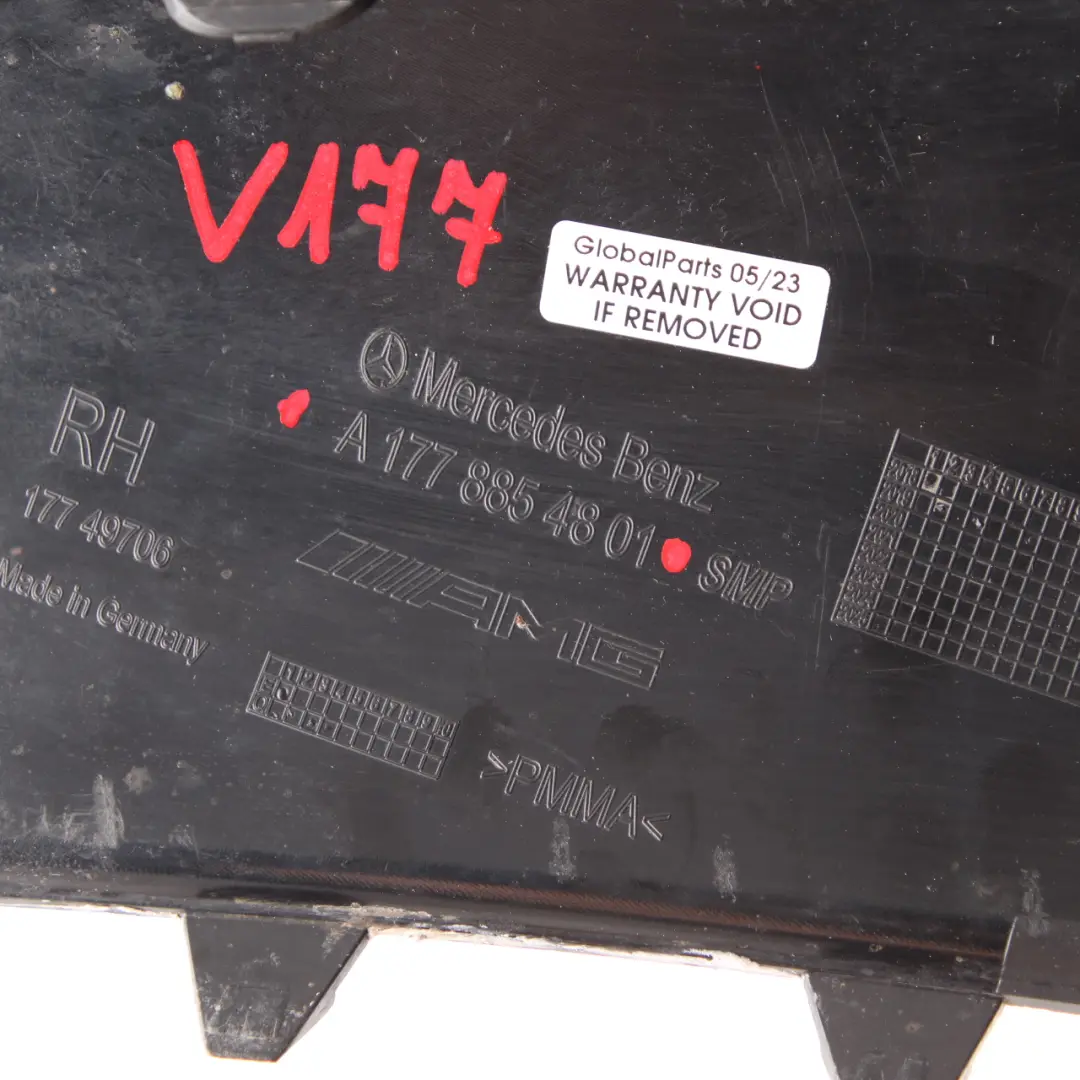 V177
GlobalParts 05/23
WARRANTY VOID
IF REMOVED
Mercedes Benz
A 177 885 48 01 SMP
AMG
RH
177 49706
Made in Germany
>PMMA<